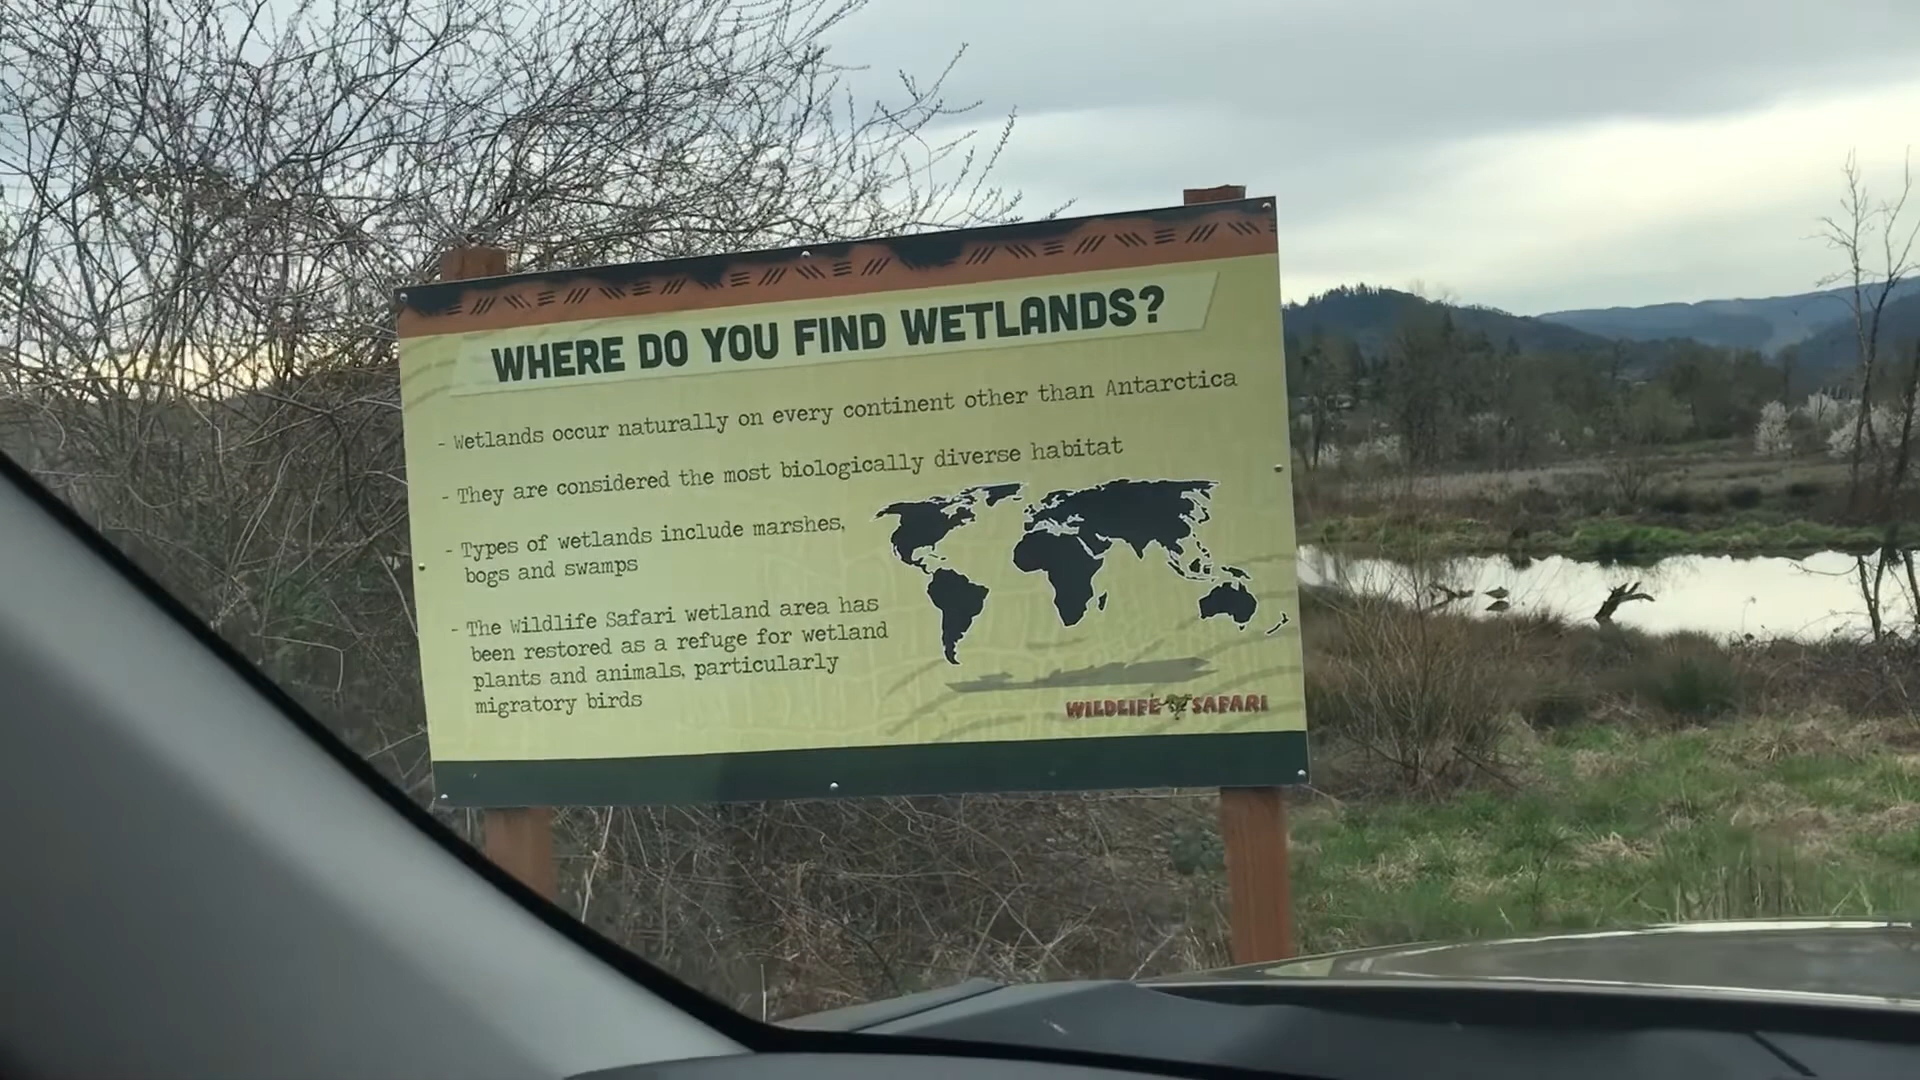 WHERE DO YOU FIND WETLANDS?
- Wetlands occur naturally on every continent other than Antarctica
- They are considered the most biologically diverse habitat
- Types of wetlands include marshes,
bogs and swamps
- The Wildlife Safari wetland area has
been restored as a refuge for wetland
plants and animals, particularly
migratory birds
WILDLIFE SAFARI